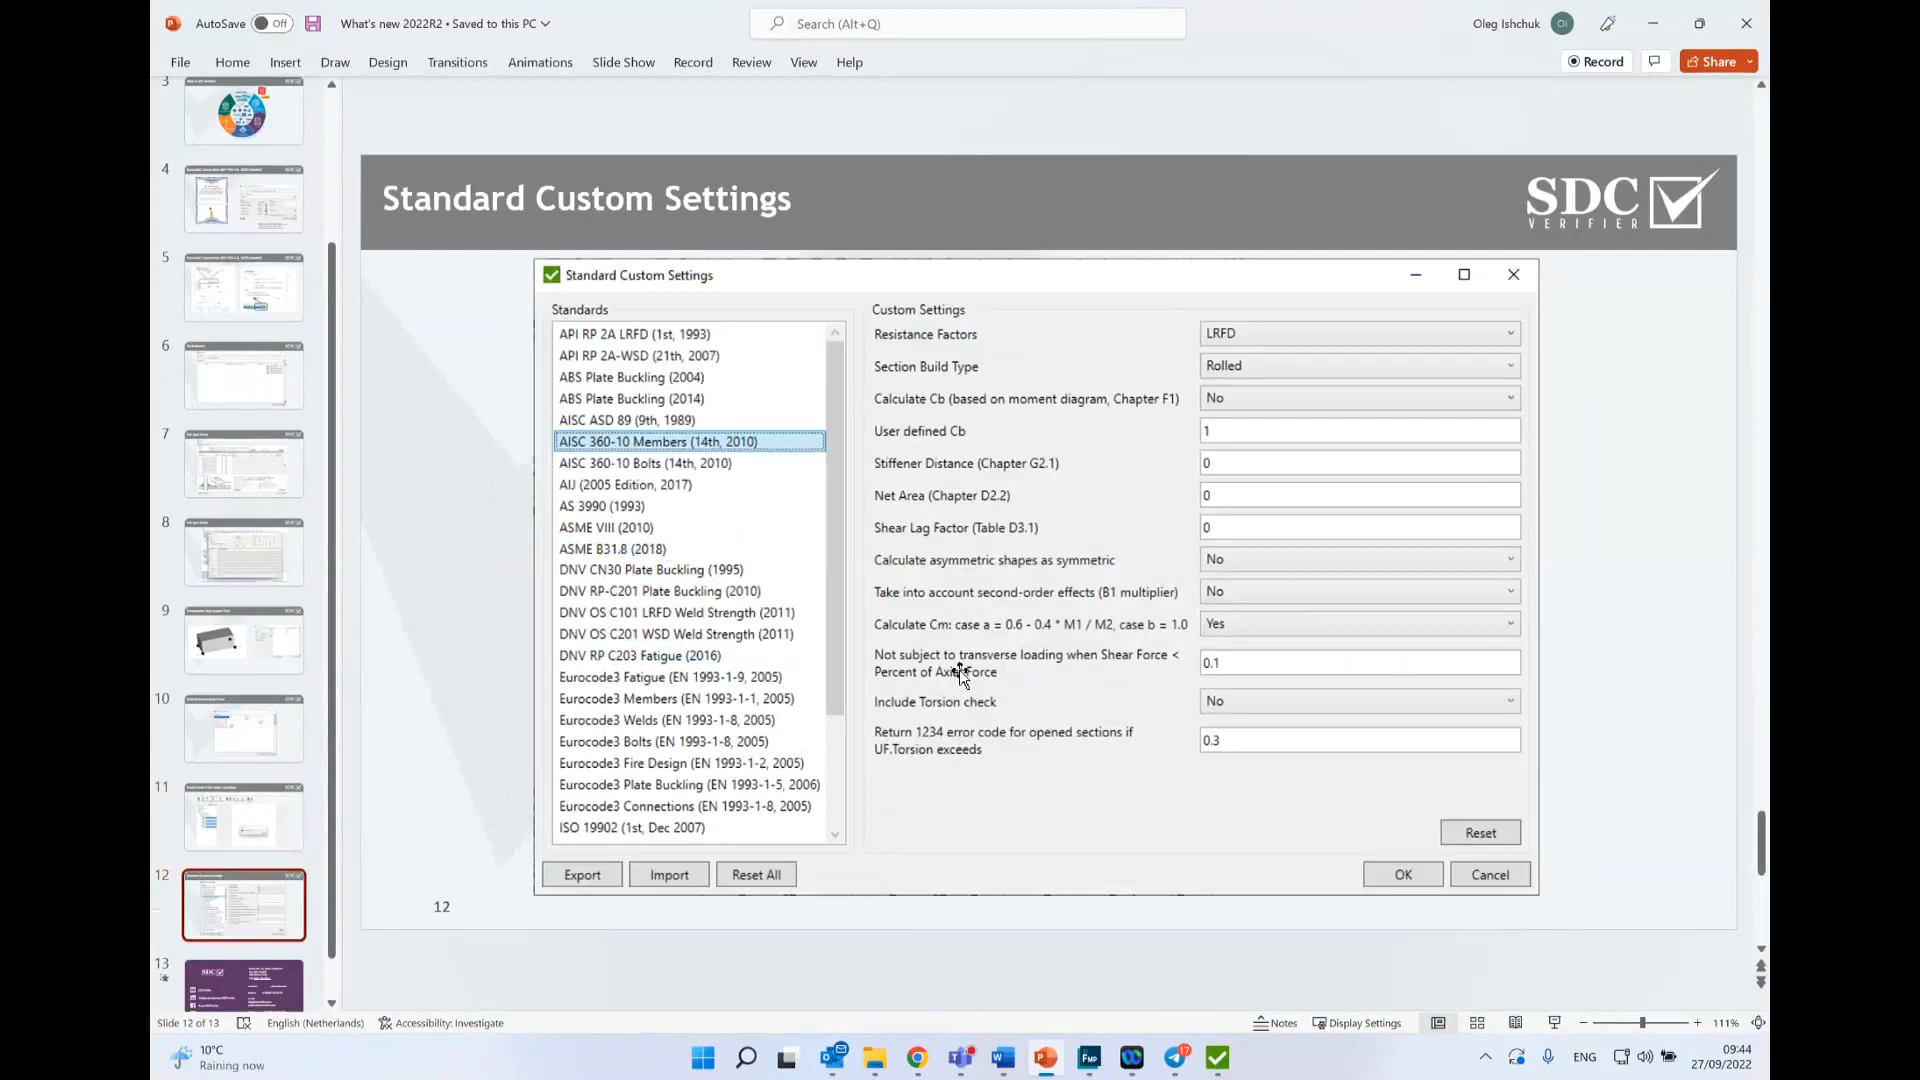 AutoSave Off What's new 2022R2 • Saved to this PC Search (Alt+Q) Oleg Ishchuk OI
File Home Insert Draw Design Transitions Animations Slide Show Record Review View Help Record Share
3
4
5
6
7
8
9
10
11
12
13
SDC
Standard Custom Settings
SDC
VERIFIER
Standard Custom Settings
Standards
API RP 2A LRFD (1st, 1993)
API RP 2A-WSD (21th, 2007)
ABS Plate Buckling (2004)
ABS Plate Buckling (2014)
AISC ASD 89 (9th, 1989)
AISC 360-10 Members (14th, 2010)
AISC 360-10 Bolts (14th, 2010)
AIJ (2005 Edition, 2017)
AS 3990 (1993)
ASME VIII (2010)
ASME B31.8 (2018)
DNV CN30 Plate Buckling (1995)
DNV RP-C201 Plate Buckling (2010)
DNV OS C101 LRFD Weld Strength (2011)
DNV OS C201 WSD Weld Strength (2011)
DNV RP C203 Fatigue (2016)
Eurocode3 Fatigue (EN 1993-1-9, 2005)
Eurocode3 Members (EN 1993-1-1, 2005)
Eurocode3 Welds (EN 1993-1-8, 2005)
Eurocode3 Bolts (EN 1993-1-8, 2005)
Eurocode3 Fire Design (EN 1993-1-2, 2005)
Eurocode3 Plate Buckling (EN 1993-1-5, 2006)
Eurocode3 Connections (EN 1993-1-8, 2005)
ISO 19902 (1st, Dec 2007)
Custom Settings
Resistance Factors LRFD
Section Build Type Rolled
Calculate Cb (based on moment diagram, Chapter F1) No
User defined Cb 1
Stiffener Distance (Chapter G2.1) 0
Net Area (Chapter D2.2) 0
Shear Lag Factor (Table D3.1) 0
Calculate asymmetric shapes as symmetric No
Take into account second-order effects (B1 multiplier) No
Calculate Cm: case a = 0.6 - 0.4 * M1 / M2, case b = 1.0 Yes
Not subject to transverse loading when Shear Force <
Percent of Axial Force 0.1
Include Torsion check No
Return 1234 error code for opened sections if
UF.Torsion exceeds 0.3
Reset
Export Import Reset All OK Cancel
12
Slide 12 of 13 English (Netherlands) Accessibility: Investigate Notes Display Settings 111%
10°C
Raining now
FMP
17
ENG
09:44
27/09/2022